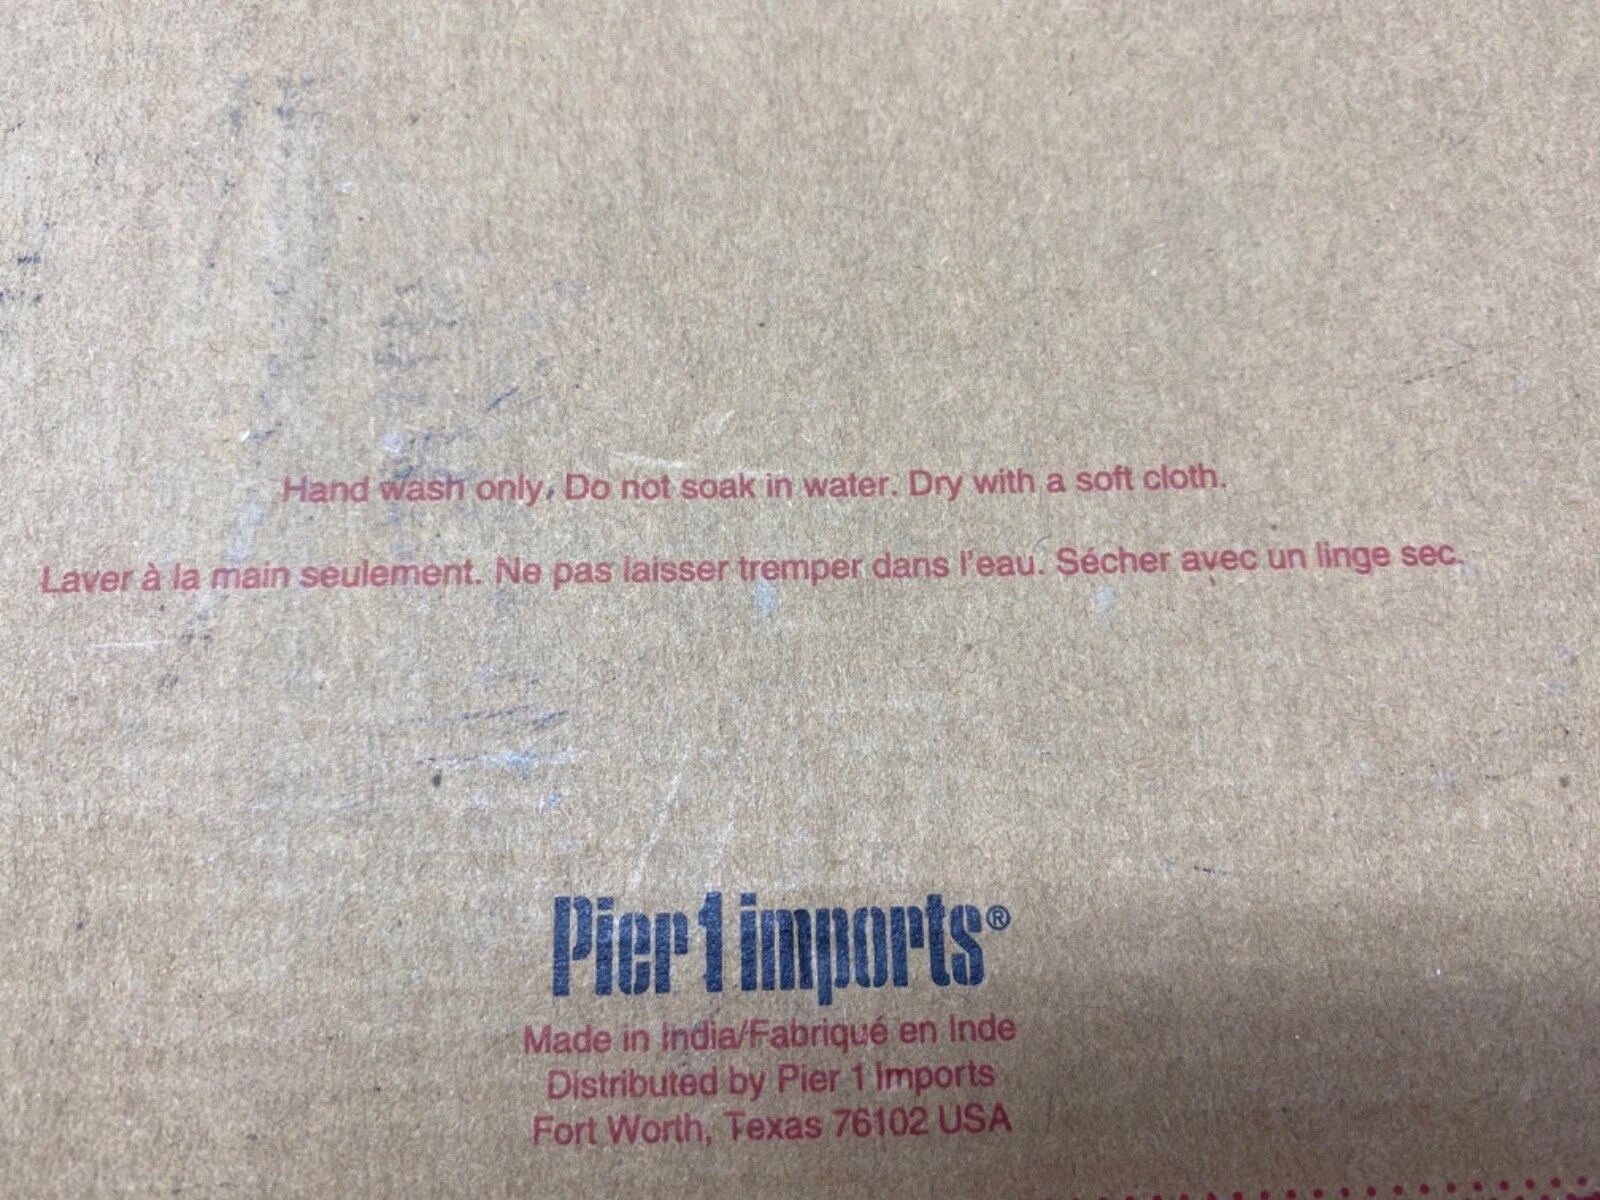 Hand wash only. Do not soak in water. Dry with a soft cloth.
Laver à la main seulement. Ne pas laisser tremper dans l'eau. Sécher avec un linge sec.
Pier 1 imports®
Made in India/Fabriqué en Inde
Distributed by Pier 1 Imports
Fort Worth, Texas 76102 USA